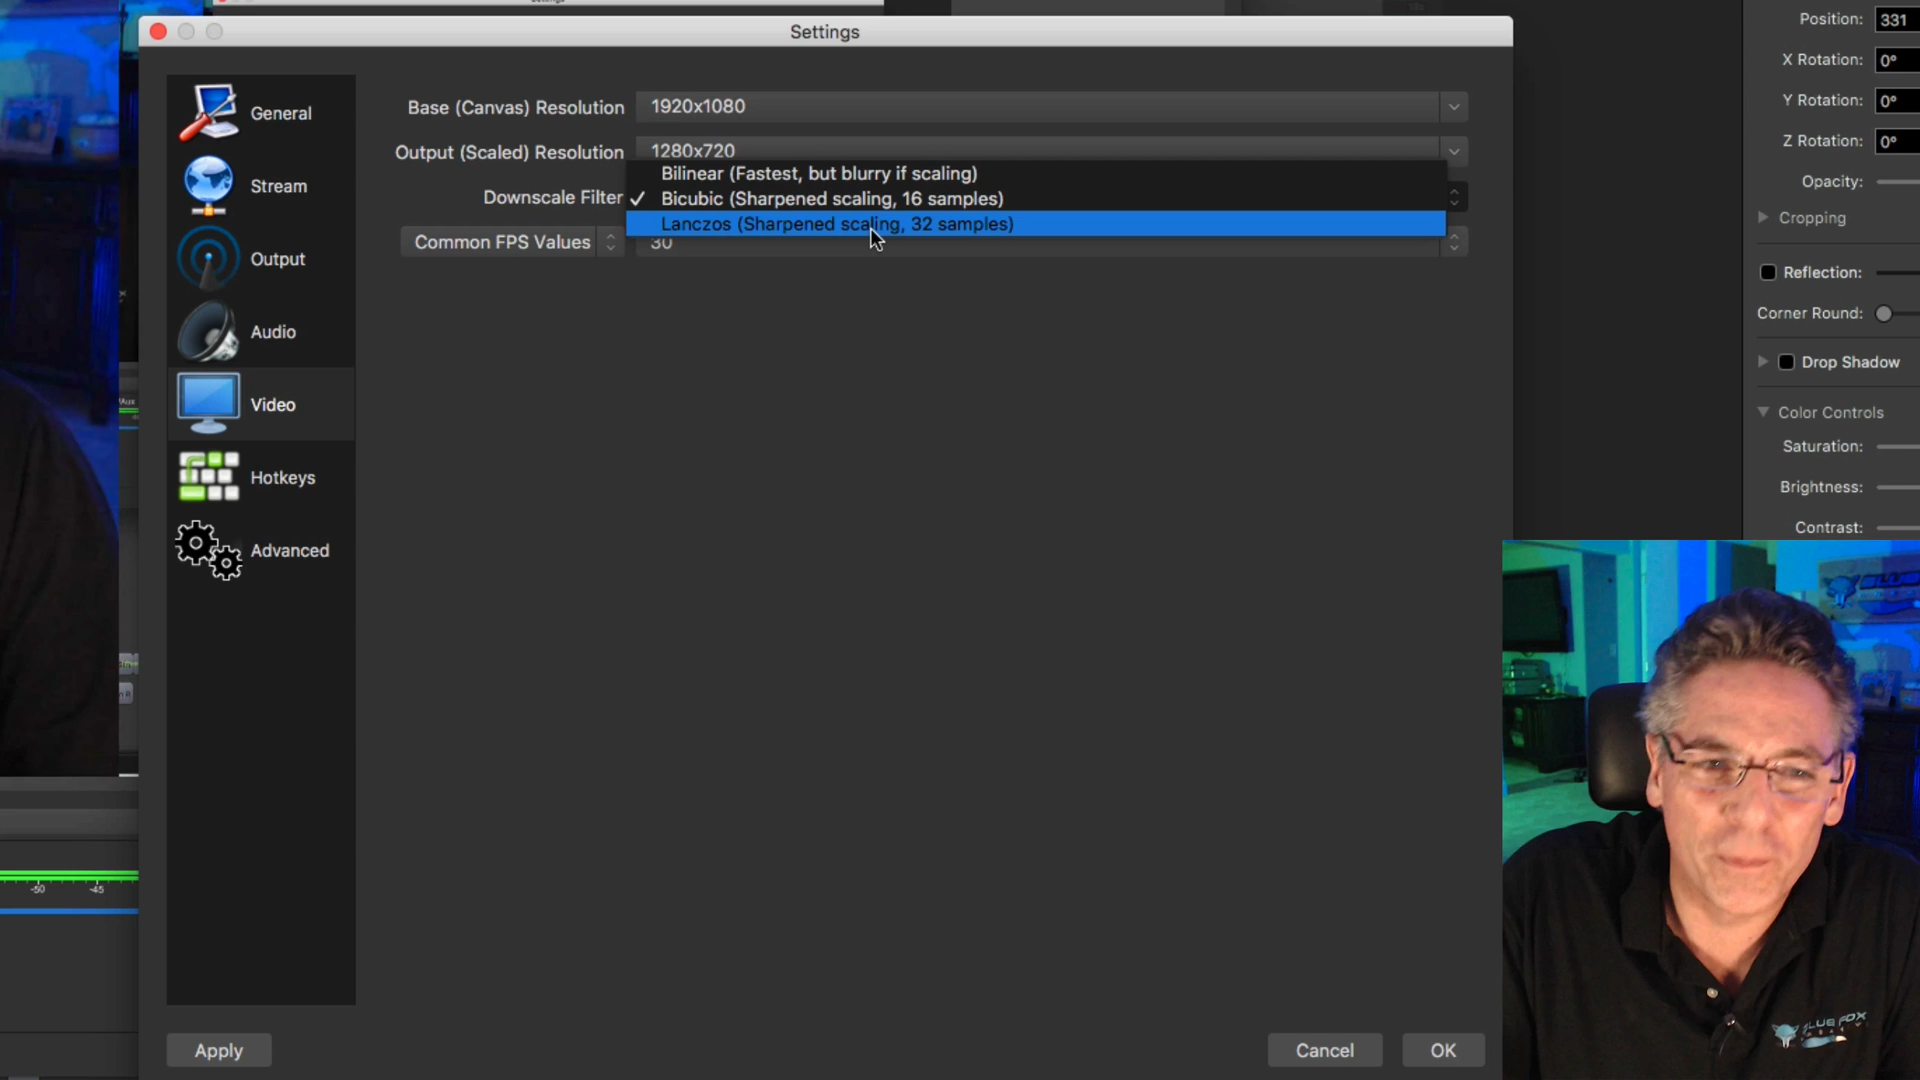 Settings
General
Stream
Output
Audio
Video
Hotkeys
Advanced
Base (Canvas) Resolution 1920x1080
Output (Scaled) Resolution 1280x720
Downscale Filter
Bilinear (Fastest, but blurry if scaling)
✓ Bicubic (Sharpened scaling, 16 samples)
Lanczos (Sharpened scaling, 32 samples)
Common FPS Values 30
Apply
Cancel
OK
Position: 331
X Rotation: 0°
Y Rotation: 0°
Z Rotation: 0°
Opacity:
Cropping
Reflection:
Corner Round:
Drop Shadow
Color Controls
Saturation:
Brightness:
Contrast:
-50 -45